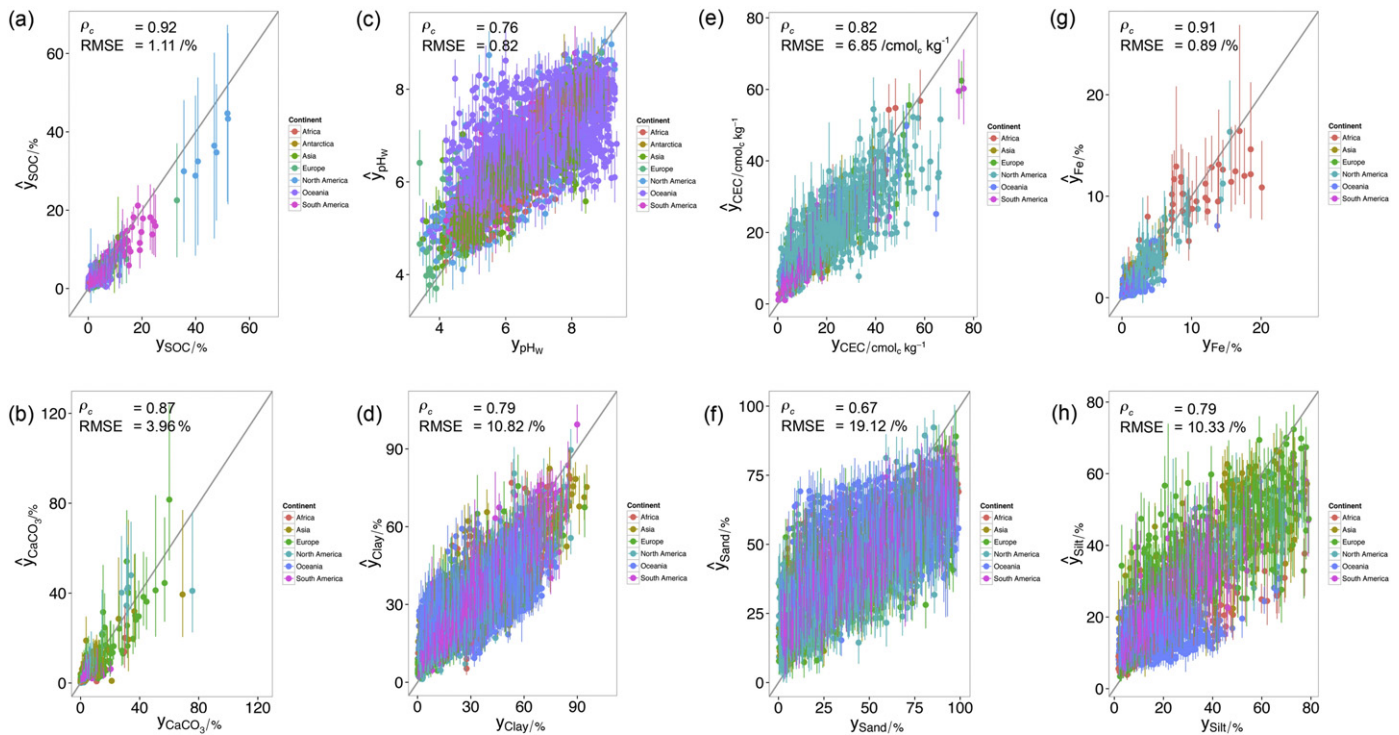 (a)
ρc = 0.92
RMSE = 1.11 /%
60
40
20
0
ŷSOC/%
0 20 40 60
ySOC/%
Continent
Africa
Antarctica
Asia
Europe
North America
Oceania
South America
(c)
ρc = 0.76
RMSE = 0.82
8
6
4
ŷpHW
4 6 8
ypHW
Continent
Africa
Antarctica
Asia
Europe
North America
Oceania
South America
(e)
ρc = 0.82
RMSE = 6.85 /cmolc kg⁻¹
80
60
40
20
0
ŷCEC/cmolc kg⁻¹
0 20 40 60 80
yCEC/cmolc kg⁻¹
Continent
Africa
Asia
Europe
North America
Oceania
South America
(g)
ρc = 0.91
RMSE = 0.89 /%
20
10
0
ŷFe/%
0 10 20
yFe/%
Continent
Africa
Asia
Europe
North America
Oceania
South America
(b)
ρc = 0.87
RMSE = 3.96 %
120
80
40
0
ŷCaCO₃/%
0 40 80 120
yCaCO₃/%
Continent
Africa
Asia
Europe
North America
Oceania
South America
(d)
ρc = 0.79
RMSE = 10.82 /%
90
60
30
0
ŷClay/%
0 30 60 90
yClay/%
Continent
Africa
Asia
Europe
North America
Oceania
South America
(f)
ρc = 0.67
RMSE = 19.12 /%
100
75
50
25
0
ŷSand/%
0 25 50 75 100
ySand/%
Continent
Africa
Asia
Europe
North America
Oceania
South America
(h)
ρc = 0.79
RMSE = 10.33 /%
80
60
40
20
0
ŷSilt/%
0 20 40 60 80
ySilt/%
Continent
Africa
Asia
Europe
North America
Oceania
South America